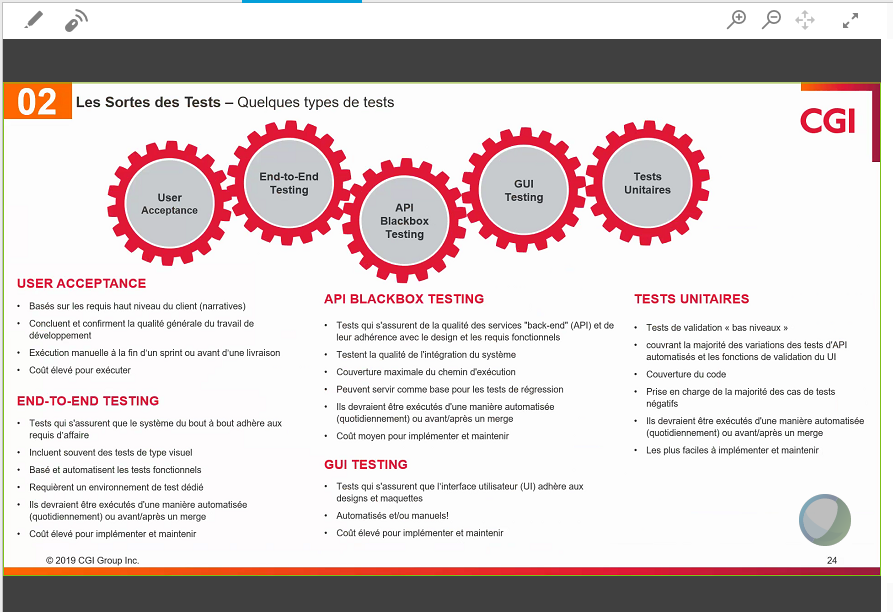 02
Les Sortes des Tests – Quelques types de tests
CGI
User
Acceptance
End-to-End
Testing
API
Blackbox
Testing
GUI
Testing
Tests
Unitaires
USER ACCEPTANCE
• Basés sur les requis haut niveau du client (narratives)
• Concluent et confirment la qualité générale du travail de
développement
• Exécution manuelle à la fin d'un sprint ou avant d'une livraison
• Coût élevé pour exécuter
END-TO-END TESTING
• Tests qui s'assurent que le système du bout à bout adhère aux
requis d'affaire
• Incluent souvent des tests de type visuel
• Basé et automatisent les tests fonctionnels
• Requièrent un environnement de test dédié
• Ils devraient être exécutés d'une manière automatisée
(quotidiennement) ou avant/après un merge
• Coût élevé pour implémenter et maintenir
API BLACKBOX TESTING
• Tests qui s'assurent de la qualité des services "back-end" (API) et de
leur adhérence avec le design et les requis fonctionnels
• Testent la qualité de l'intégration du système
• Couverture maximale du chemin d'exécution
• Peuvent servir comme base pour les tests de régression
• Ils devraient être exécutés d'une manière automatisée
(quotidiennement) ou avant/après un merge
• Coût moyen pour implémenter et maintenir
GUI TESTING
• Tests qui s'assurent que l'interface utilisateur (UI) adhère aux
designs et maquettes
• Automatisés et/ou manuels!
• Coût élevé pour implémenter et maintenir
TESTS UNITAIRES
• Tests de validation « bas niveaux »
• couvrant la majorité des variations des tests d'API
automatisés et les fonctions de validation du UI
• Couverture du code
• Prise en charge de la majorité des cas de tests
négatifs
• Ils devraient être exécutés d'une manière automatisée
(quotidiennement) ou avant/après un merge
• Les plus faciles à implémenter et maintenir
© 2019 CGI Group Inc.
24